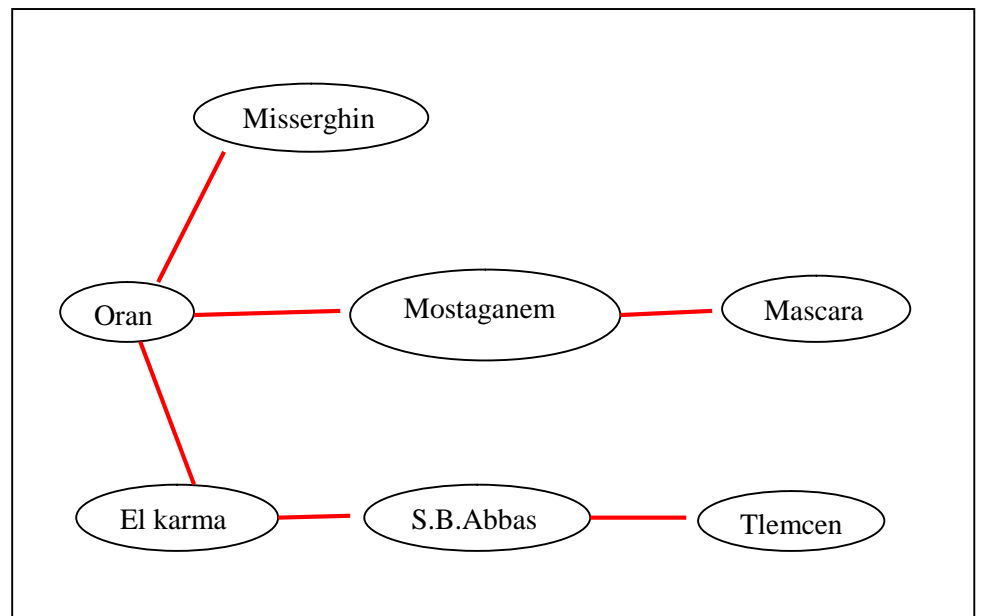 Misserghin
Oran
Mostaganem
Mascara
El karma
S.B.Abbas
Tlemcen